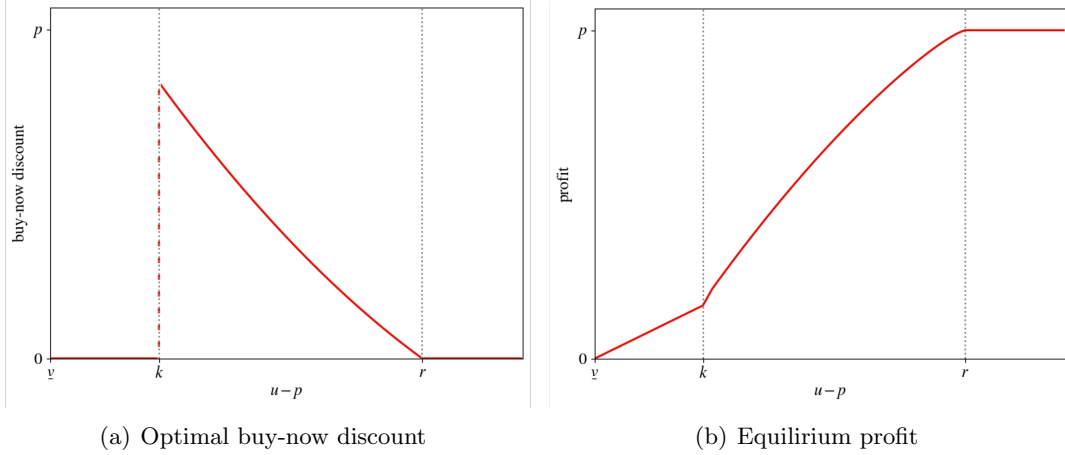 p
buy-now discount
0
v k r
u − p
(a) Optimal buy-now discount
p
profit
0
v k r
u − p
(b) Equilirium profit